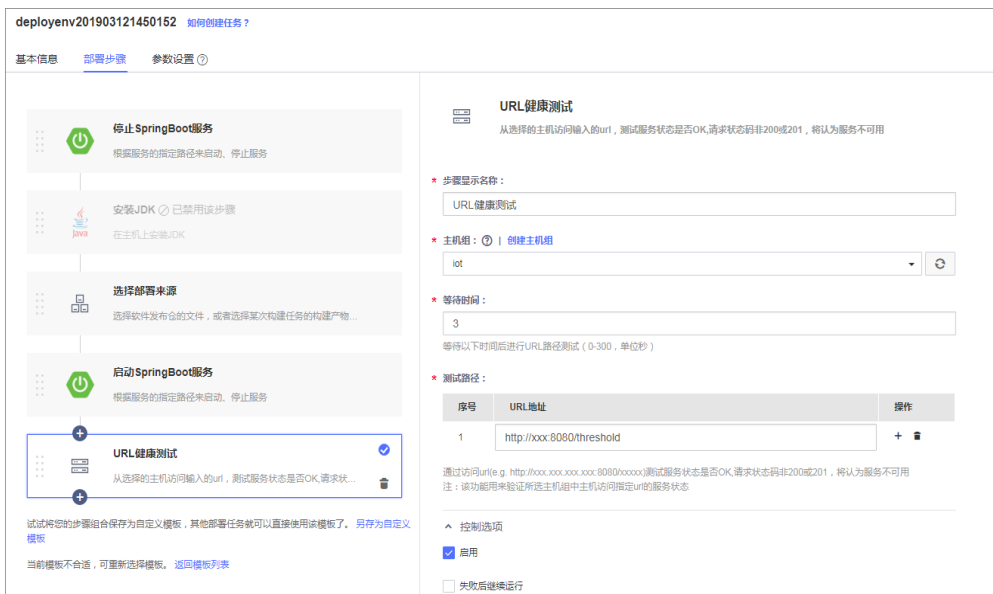 deployenv201903121450152 如何创建任务？
基本信息 部署步骤 参数设置
停止SpringBoot服务
根据服务的指定路径来启动、停止服务
安装JDK 已禁用该步骤
在主机上安装JDK
java
选择部署来源
选择软件发布仓的文件，或者选择某次构建任务的构建产物...
启动SpringBoot服务
根据服务的指定路径来启动、停止服务
URL健康测试
从选择的主机访问输入的url，测试服务状态是否OK,请求状...
试试将您的步骤组合保存为自定义模板，其他部署任务就可以直接使用该模板了。 另存为自定义
模板
当前模板不合适，可重新选择模板。 返回模板列表
URL健康测试
从选择的主机访问输入的url，测试服务状态是否OK,请求状态码非200或201，将认为服务不可用
* 步骤显示名称：
URL健康测试
* 主机组： | 创建主机组
iot
* 等待时间：
3
等待以下时间后进行URL路径测试（0-300，单位秒）
* 测试路径：
序号 URL地址 操作
1 http://xxx:8080/threshold
通过访问url(e.g. http://xxx.xxx.xxx.xxx:8080/xxxxx)测试服务状态是否OK,请求状态码非200或201，将认为服务不可用
注：该功能用来验证所选主机组中主机访问指定url的服务状态
控制选项
启用
失败后继续运行